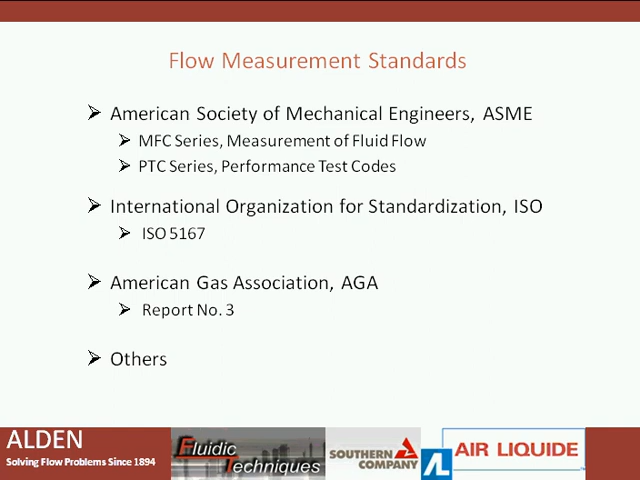 Flow Measurement Standards
American Society of Mechanical Engineers, ASME
MFC Series, Measurement of Fluid Flow
PTC Series, Performance Test Codes
International Organization for Standardization, ISO
ISO 5167
American Gas Association, AGA
Report No. 3
Others
ALDEN
Solving Flow Problems Since 1894
Fluidic
Techniques
SOUTHERN
COMPANY
AL
AIR LIQUIDE